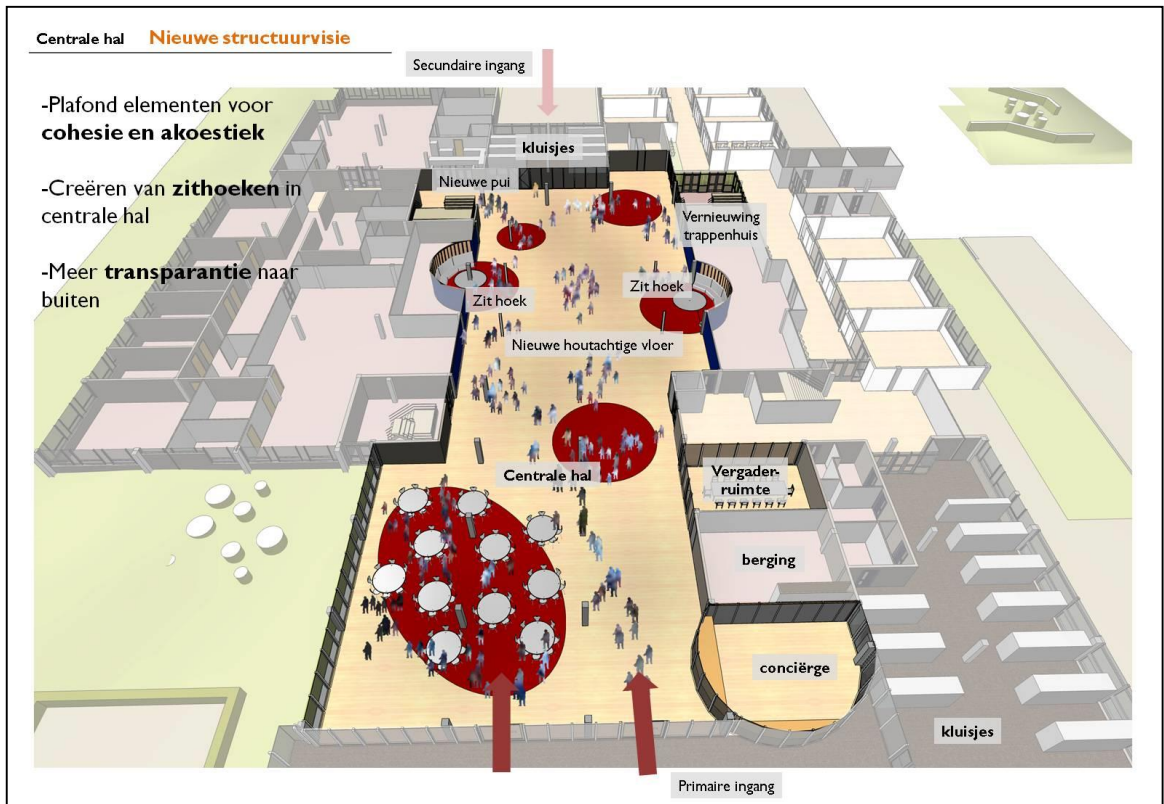 Centrale hal Nieuwe structuurvisie
Secundaire ingang
-Plafond elementen voor
cohesie en akoestiek
-Creëren van zithoeken in
centrale hal
-Meer transparantie naar
buiten
kluisjes
Nieuwe pui
Vernieuwing
trappenhuis
Zit hoek
Zit hoek
Nieuwe houtachtige vloer
Centrale hal
Vergader-
ruimte
berging
conciërge
kluisjes
Primaire ingang